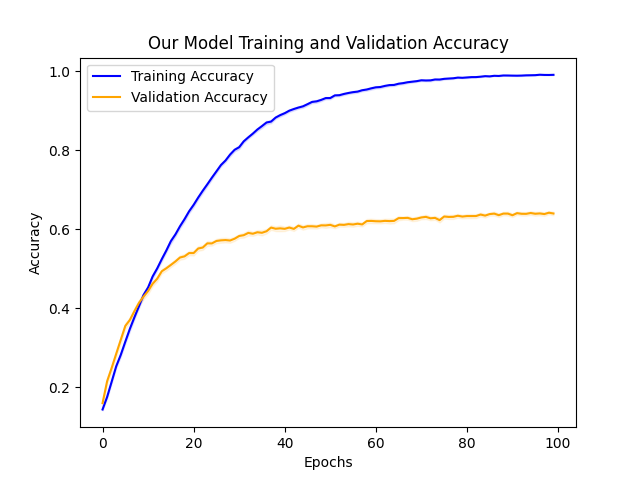 Our Model Training and Validation Accuracy
Training Accuracy
Validation Accuracy
1.0
0.8
0.6
0.4
0.2
Accuracy
0 20 40 60 80 100
Epochs